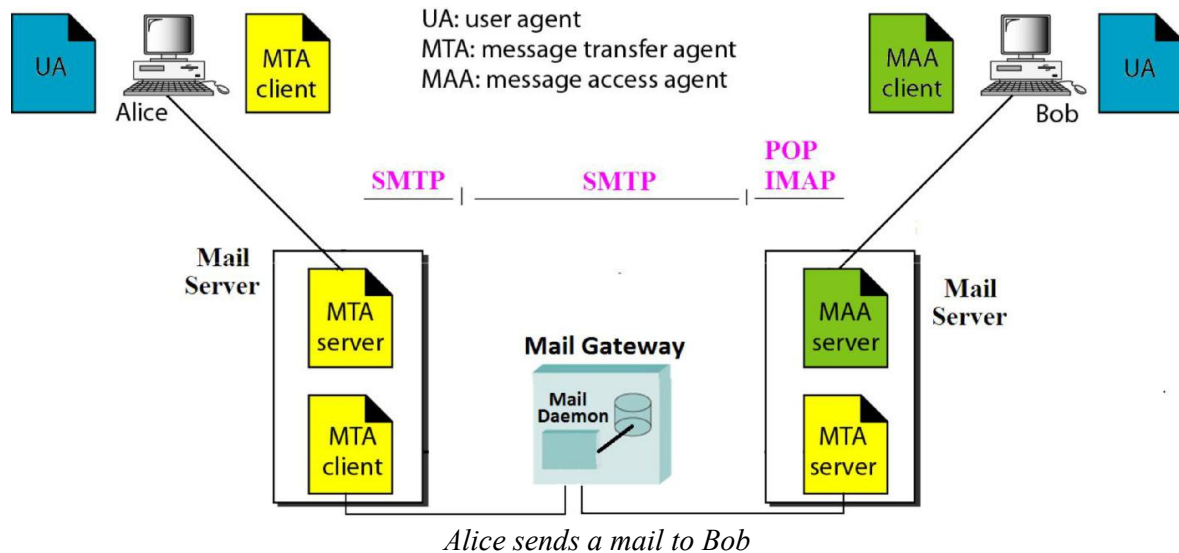 UA
Alice
MTA
client
UA: user agent
MTA: message transfer agent
MAA: message access agent
MAA
client
Bob
UA
SMTP
SMTP
POP
IMAP
Mail
Server
MTA
server
MTA
client
Mail Gateway
Mail
Daemon
MAA
server
MTA
server
Mail
Server
Alice sends a mail to Bob